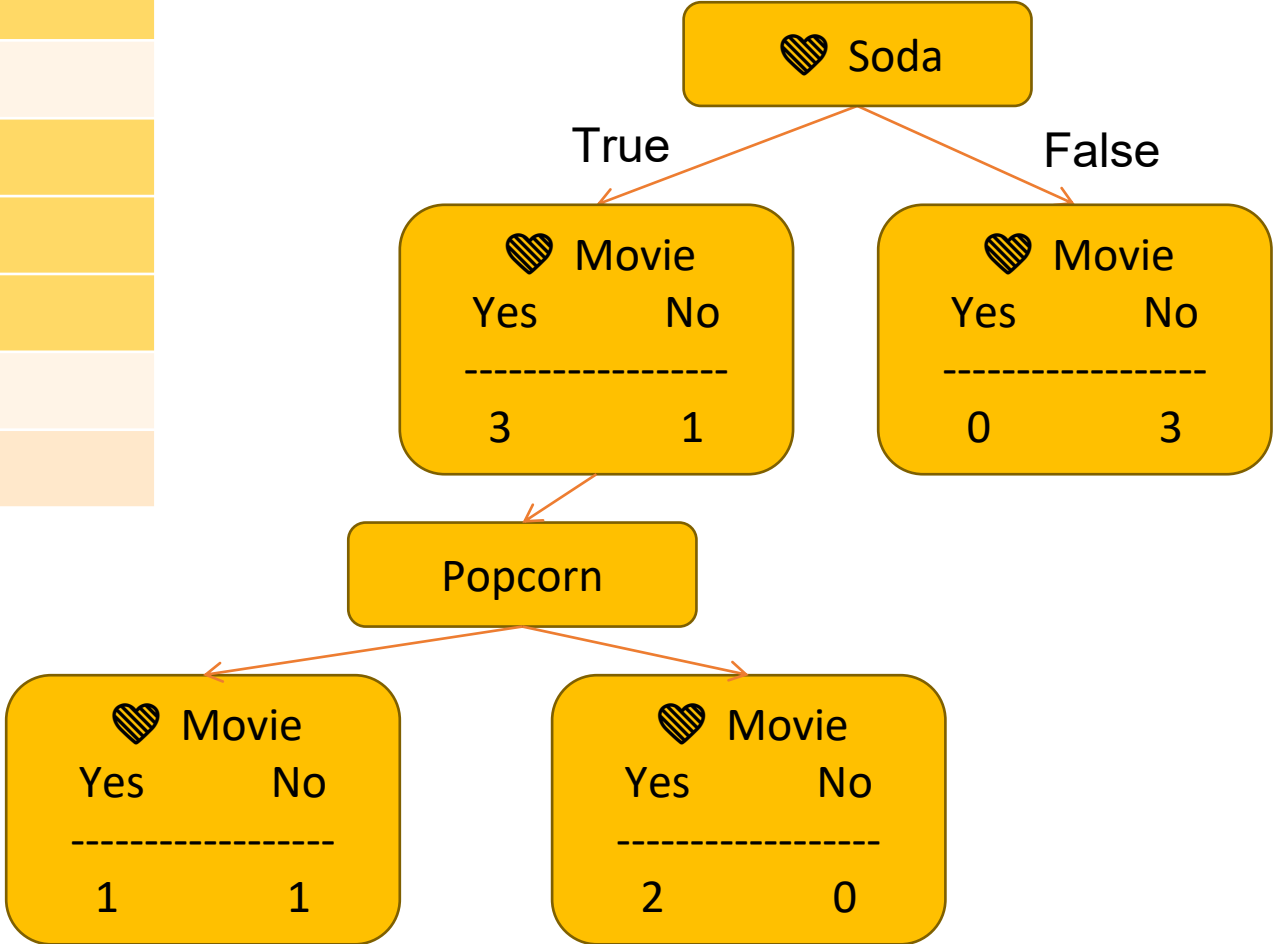 Soda
True
False
Movie
Yes No
------------------
3 1
Movie
Yes No
------------------
0 3
Popcorn
Movie
Yes No
------------------
1 1
Movie
Yes No
------------------
2 0